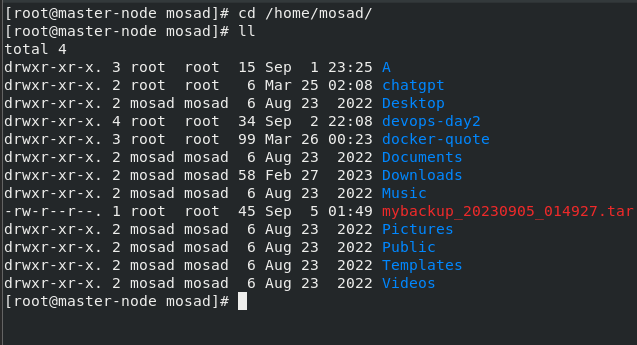 [root@master-node mosad]# cd /home/mosad/
[root@master-node mosad]# ll
total 4
drwxr-xr-x. 3 root  root  15 Sep  1 23:25 A
drwxr-xr-x. 2 root  root   6 Mar 25 02:08 chatgpt
drwxr-xr-x. 2 mosad mosad  6 Aug 23  2022 Desktop
drwxr-xr-x. 4 root  root  34 Sep  2 22:08 devops-day2
drwxr-xr-x. 3 root  root  99 Mar 26 00:23 docker-quote
drwxr-xr-x. 2 mosad mosad  6 Aug 23  2022 Documents
drwxr-xr-x. 2 mosad mosad 58 Feb 27  2023 Downloads
drwxr-xr-x. 2 mosad mosad  6 Aug 23  2022 Music
-rw-r--r--. 1 root  root  45 Sep  5 01:49 mybackup_20230905_014927.tar
drwxr-xr-x. 2 mosad mosad  6 Aug 23  2022 Pictures
drwxr-xr-x. 2 mosad mosad  6 Aug 23  2022 Public
drwxr-xr-x. 2 mosad mosad  6 Aug 23  2022 Templates
drwxr-xr-x. 2 mosad mosad  6 Aug 23  2022 Videos
[root@master-node mosad]#